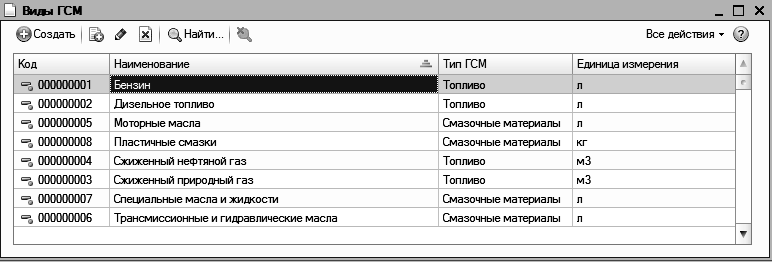 Виды ГСМ
Создать Найти... Все действия ?
Код Наименование Тип ГСМ Единица измерения
000000001 Бензин Топливо л
000000002 Дизельное топливо Топливо л
000000005 Моторные масла Смазочные материалы л
000000008 Пластичные смазки Смазочные материалы кг
000000004 Сжиженный нефтяной газ Топливо м3
000000003 Сжиженный природный газ Топливо м3
000000007 Специальные масла и жидкости Смазочные материалы л
000000006 Трансмиссионные и гидравлические масла Смазочные материалы л